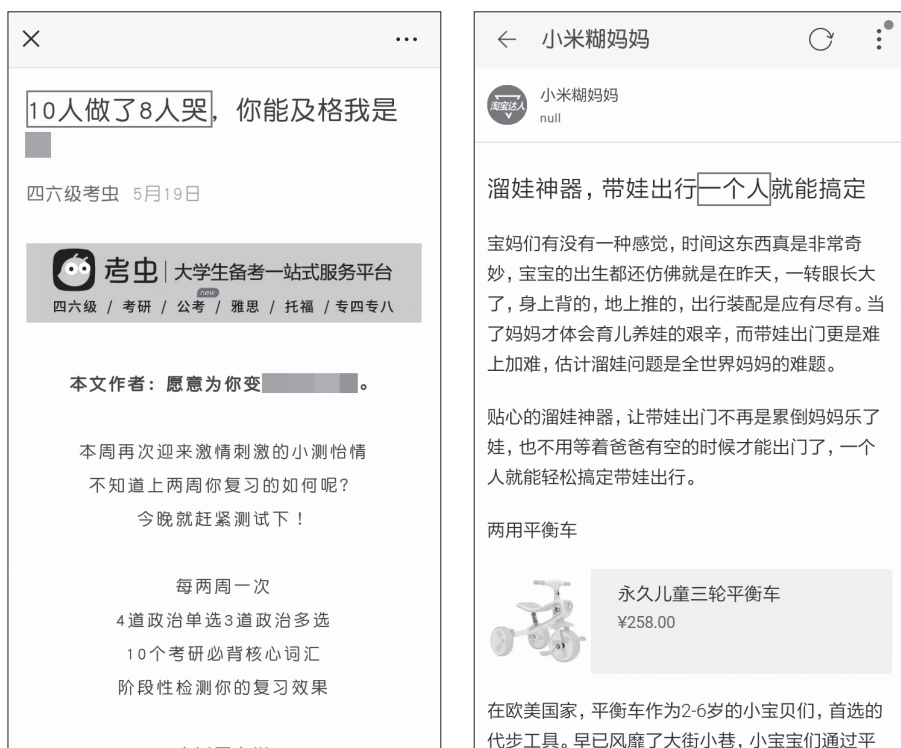 10人做了8人哭，你能及格我是
四六级考虫 5月19日
考虫 大学生备考一站式服务平台
new
四六级 / 考研 / 公考 / 雅思 / 托福 / 专四专八
本文作者：愿意为你变
。
本周再次迎来激情刺激的小测怡情
不知道上两周你复习的如何呢？
今晚就赶紧测试下！
每两周一次
4道政治单选3道政治多选
10个考研必背核心词汇
阶段性检测你的复习效果
小米糊妈妈
淘宝达人
小米糊妈妈
null
溜娃神器，带娃出行一个人就能搞定
宝妈们有没有一种感觉，时间这东西真是非常奇
妙，宝宝的出生都还仿佛就是在昨天，一转眼长大
了，身上背的，地上推的，出行装配是应有尽有。当
了妈妈才体会育儿养娃的艰辛，而带娃出门更是难
上加难，估计溜娃问题是全世界妈妈的难题。
贴心的溜娃神器，让带娃出门不再是累倒妈妈乐了
娃，也不用等着爸爸有空的时候才能出门了，一个
人就能轻松搞定带娃出行。
两用平衡车
永久儿童三轮平衡车
¥258.00
在欧美国家，平衡车作为2-6岁的小宝贝们，首选的
代步工具。早已风靡了大街小巷，小宝宝们通过平